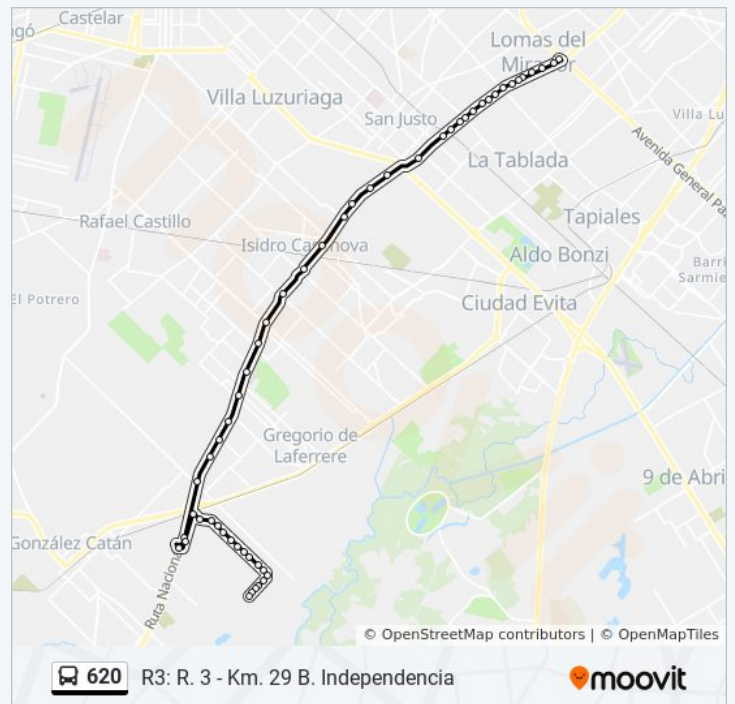 Castelar
gó
Lomas del
Mirador
Villa Luzuriaga
San Justo
Villa Lu
La Tablada
Avenida General Paz
Rafael Castillo
Tapiales
Isidro Casanova
Aldo Bonzi
Barri
Sarmie
El Potrero
Ciudad Evita
Gregorio de
Laferrere
9 de Abri
González Catán
Ruta Nacional
© OpenStreetMap contributors | © OpenMapTiles
620 R3: R. 3 - Km. 29 B. Independencia
moovit